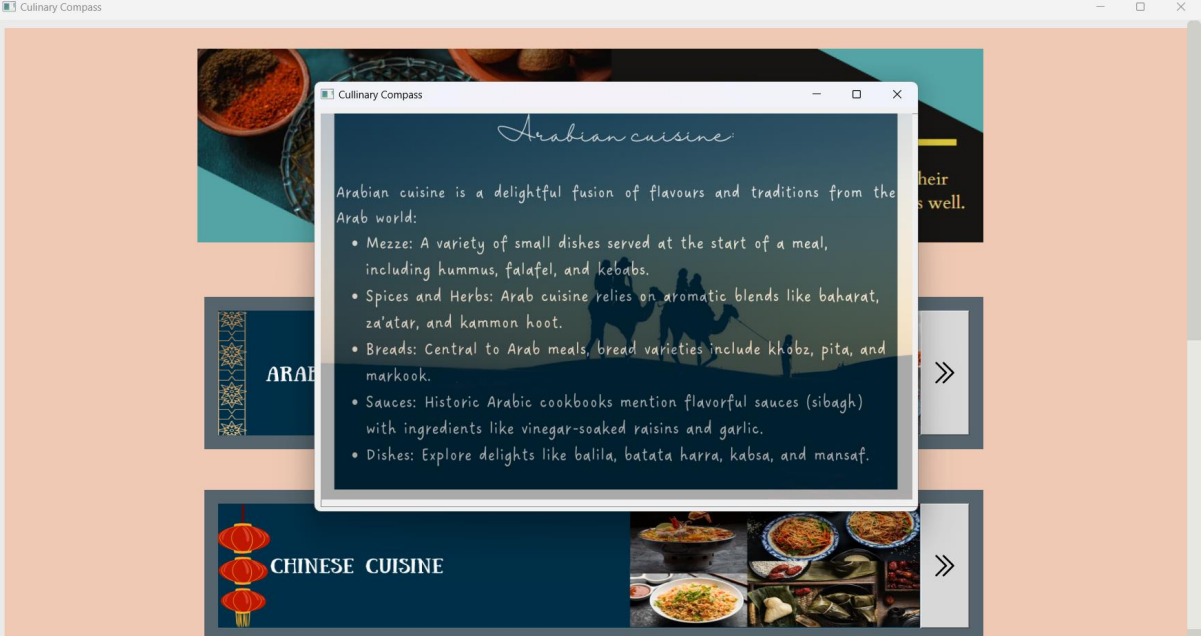 Culinary Compass
Cullinary Compass
Arabian cuisine:
heir
s well.
Arabian cuisine is a delightful fusion of flavours and traditions from the
Arab world:
• Mezze: A variety of small dishes served at the start of a meal,
including hummus, falafel, and kebabs.
• Spices and Herbs: Arab cuisine relies on aromatic blends like baharat,
za'atar, and kammon hoot.
• Breads: Central to Arab meals, bread varieties include khobz, pita, and
markook.
• Sauces: Historic Arabic cookbooks mention flavorful sauces (sibagh)
with ingredients like vinegar-soaked raisins and garlic.
• Dishes: Explore delights like balila, batata harra, kabsa, and mansaf.
ARAB
CHINESE CUISINE